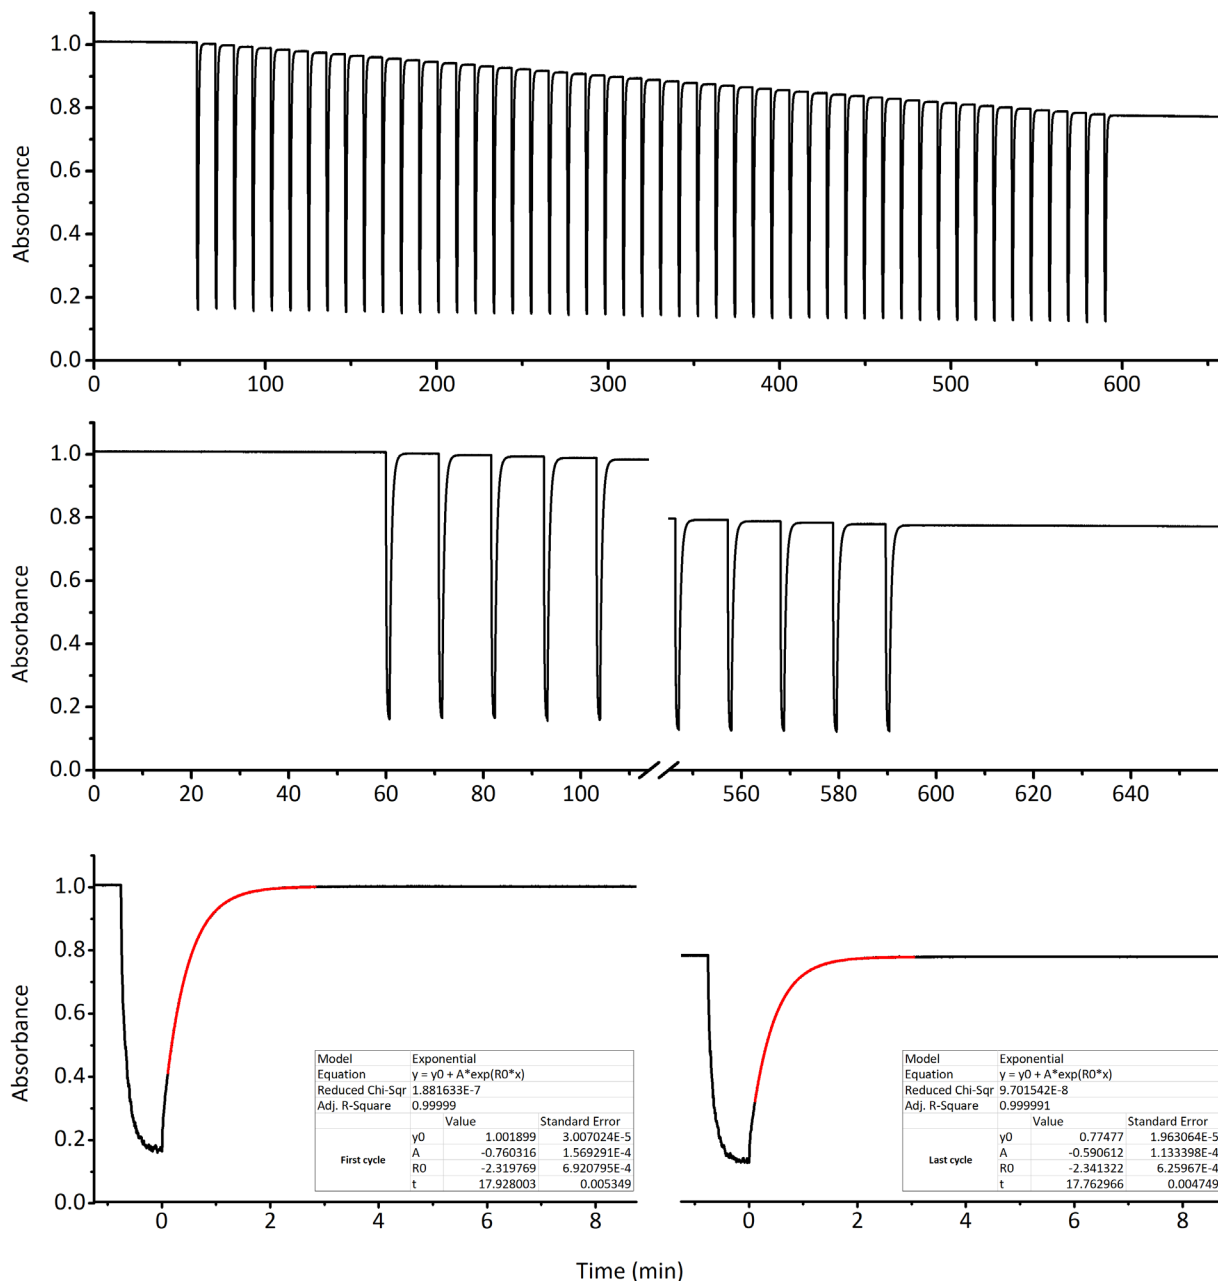 1.0
0.8
0.6
0.4
0.2
0.0
Absorbance
0 100 200 300 400 500 600
1.0
0.8
0.6
0.4
0.2
0.0
Absorbance
0 20 40 60 80 100 560 580 600 620 640
1.0
0.8
0.6
0.4
0.2
0.0
Absorbance
Model Exponential
Equation y = y0 + A*exp(R0*x)
Reduced Chi-Sqr 1.881633E-7
Adj. R-Square 0.99999
Value Standard Error
First cycle
y0 1.001899 3.007024E-5
A -0.760316 1.569291E-4
R0 -2.319769 6.920795E-4
t 17.928003 0.005349
Model Exponential
Equation y = y0 + A*exp(R0*x)
Reduced Chi-Sqr 9.701542E-8
Adj. R-Square 0.999991
Value Standard Error
Last cycle
y0 0.77477 1.963064E-5
A -0.590612 1.133398E-4
R0 -2.341322 6.25967E-4
t 17.762966 0.004749
0 2 4 6 8 0 2 4 6 8
Time (min)